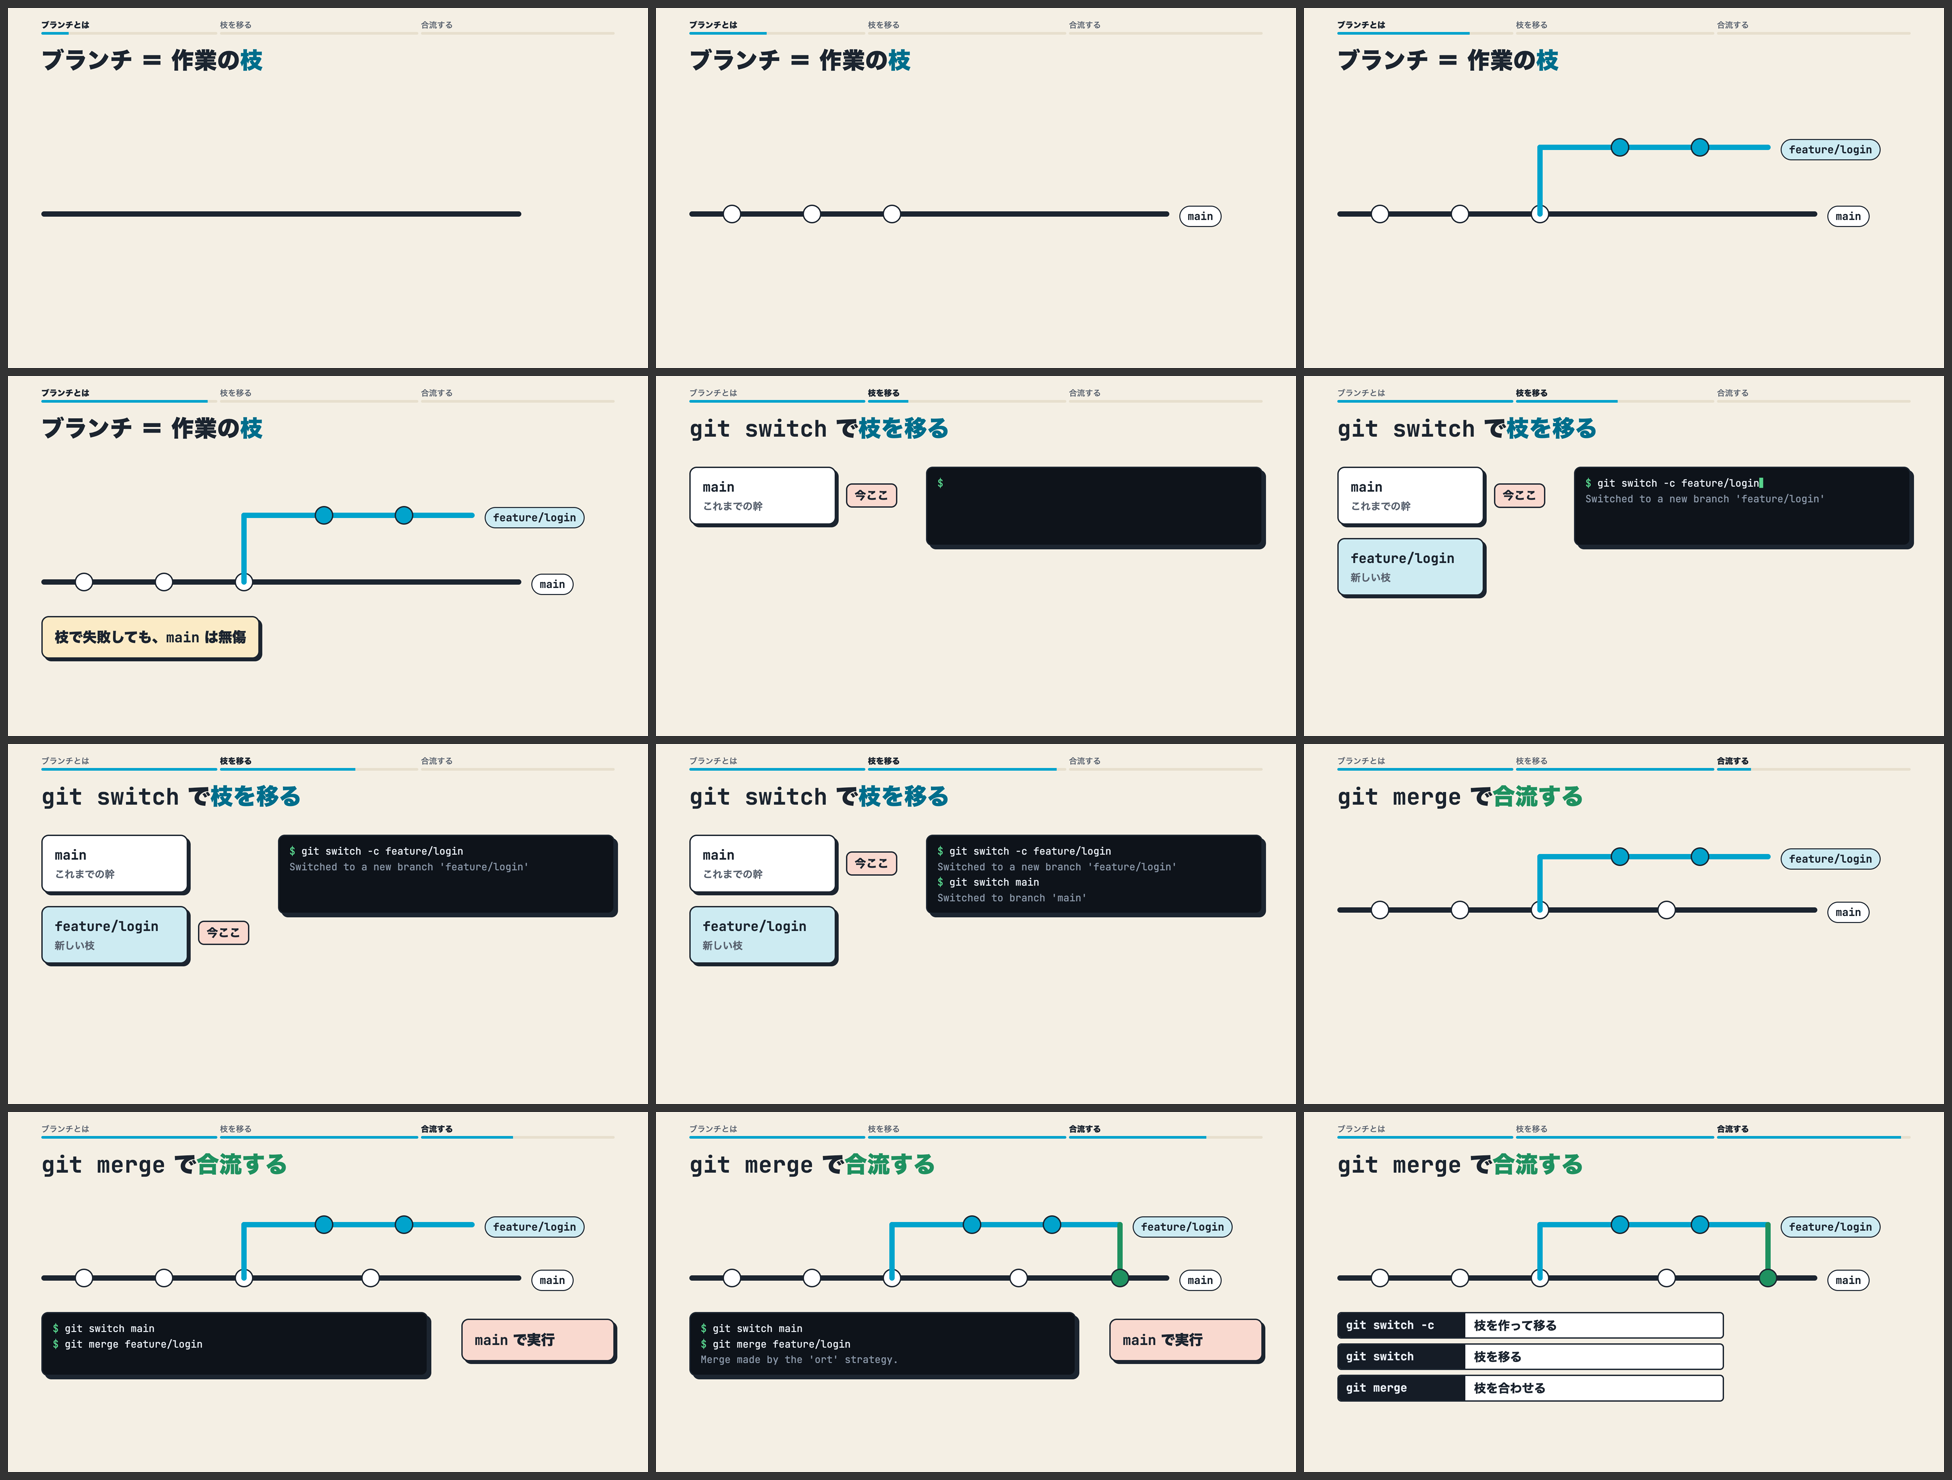 ブランチとは
枝を移る
合流する
ブランチ = 作業の枝
ブランチとは
枝を移る
合流する
ブランチ = 作業の枝
main
ブランチとは
枝を移る
合流する
ブランチ = 作業の枝
feature/login
main
ブランチとは
枝を移る
合流する
ブランチ = 作業の枝
feature/login
main
枝で失敗しても、main は無傷
ブランチとは
枝を移る
合流する
git switch で枝を移る
main
これまでの幹
今ここ
$
ブランチとは
枝を移る
合流する
git switch で枝を移る
main
これまでの幹
今ここ
feature/login
新しい枝
$ git switch -c feature/login
Switched to a new branch 'feature/login'
ブランチとは
枝を移る
合流する
git switch で枝を移る
main
これまでの幹
feature/login
新しい枝
今ここ
$ git switch -c feature/login
Switched to a new branch 'feature/login'
ブランチとは
枝を移る
合流する
git switch で枝を移る
main
これまでの幹
今ここ
feature/login
新しい枝
$ git switch -c feature/login
Switched to a new branch 'feature/login'
$ git switch main
Switched to branch 'main'
ブランチとは
枝を移る
合流する
git merge で合流する
feature/login
main
ブランチとは
枝を移る
合流する
git merge で合流する
feature/login
main
$ git switch main
$ git merge feature/login
main で実行
ブランチとは
枝を移る
合流する
git merge で合流する
feature/login
main
$ git switch main
$ git merge feature/login
Merge made by the 'ort' strategy.
main で実行
ブランチとは
枝を移る
合流する
git merge で合流する
feature/login
main
git switch -c 枝を作って移る
git switch 枝を移る
git merge 枝を合わせる